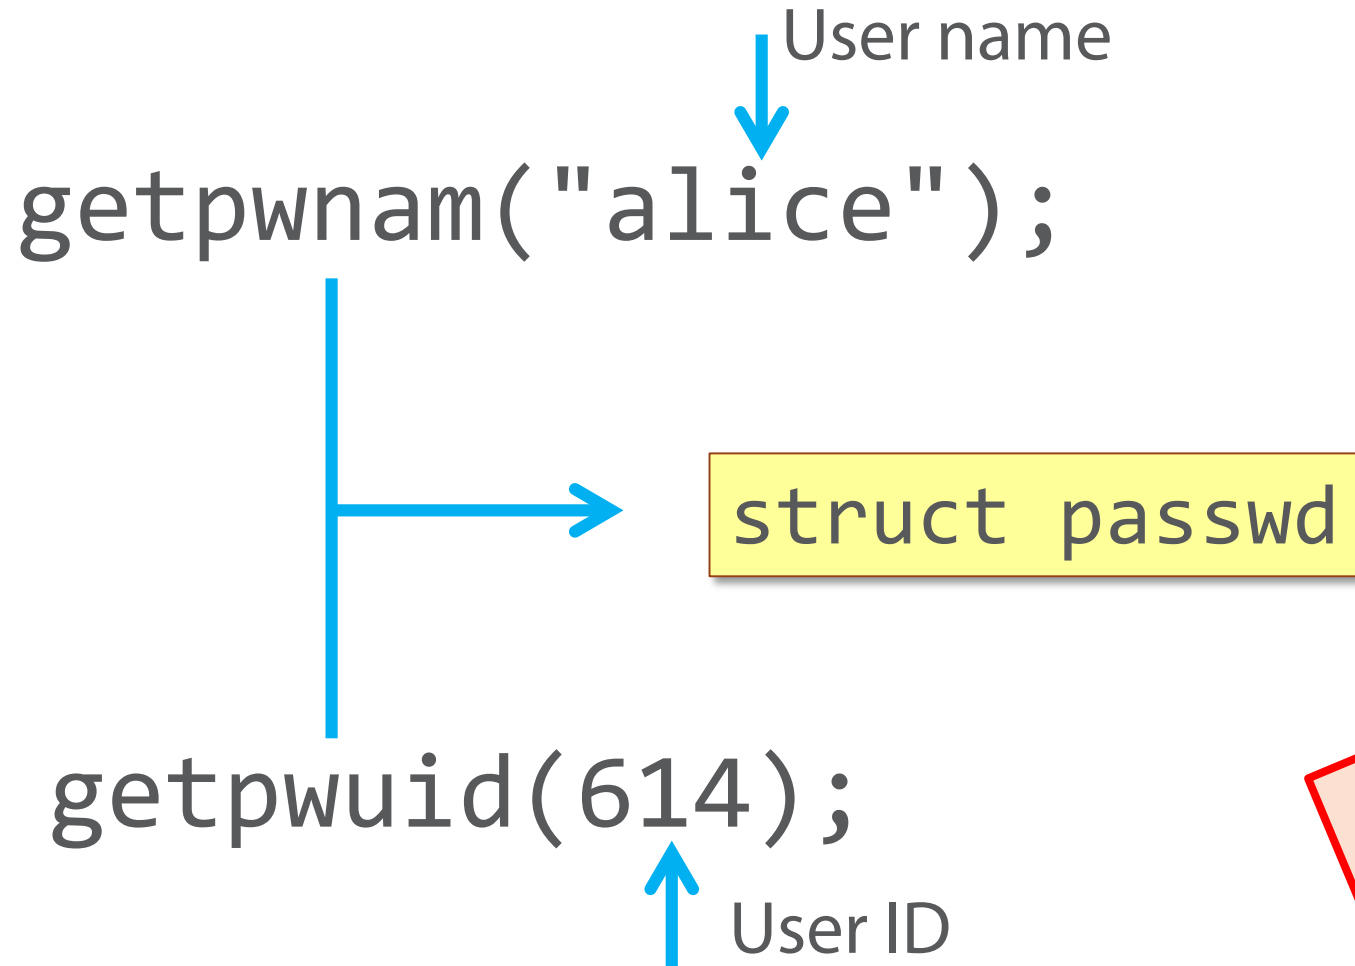 User name
getpwnam("alice");
struct passwd
getpwuid(614);
User ID